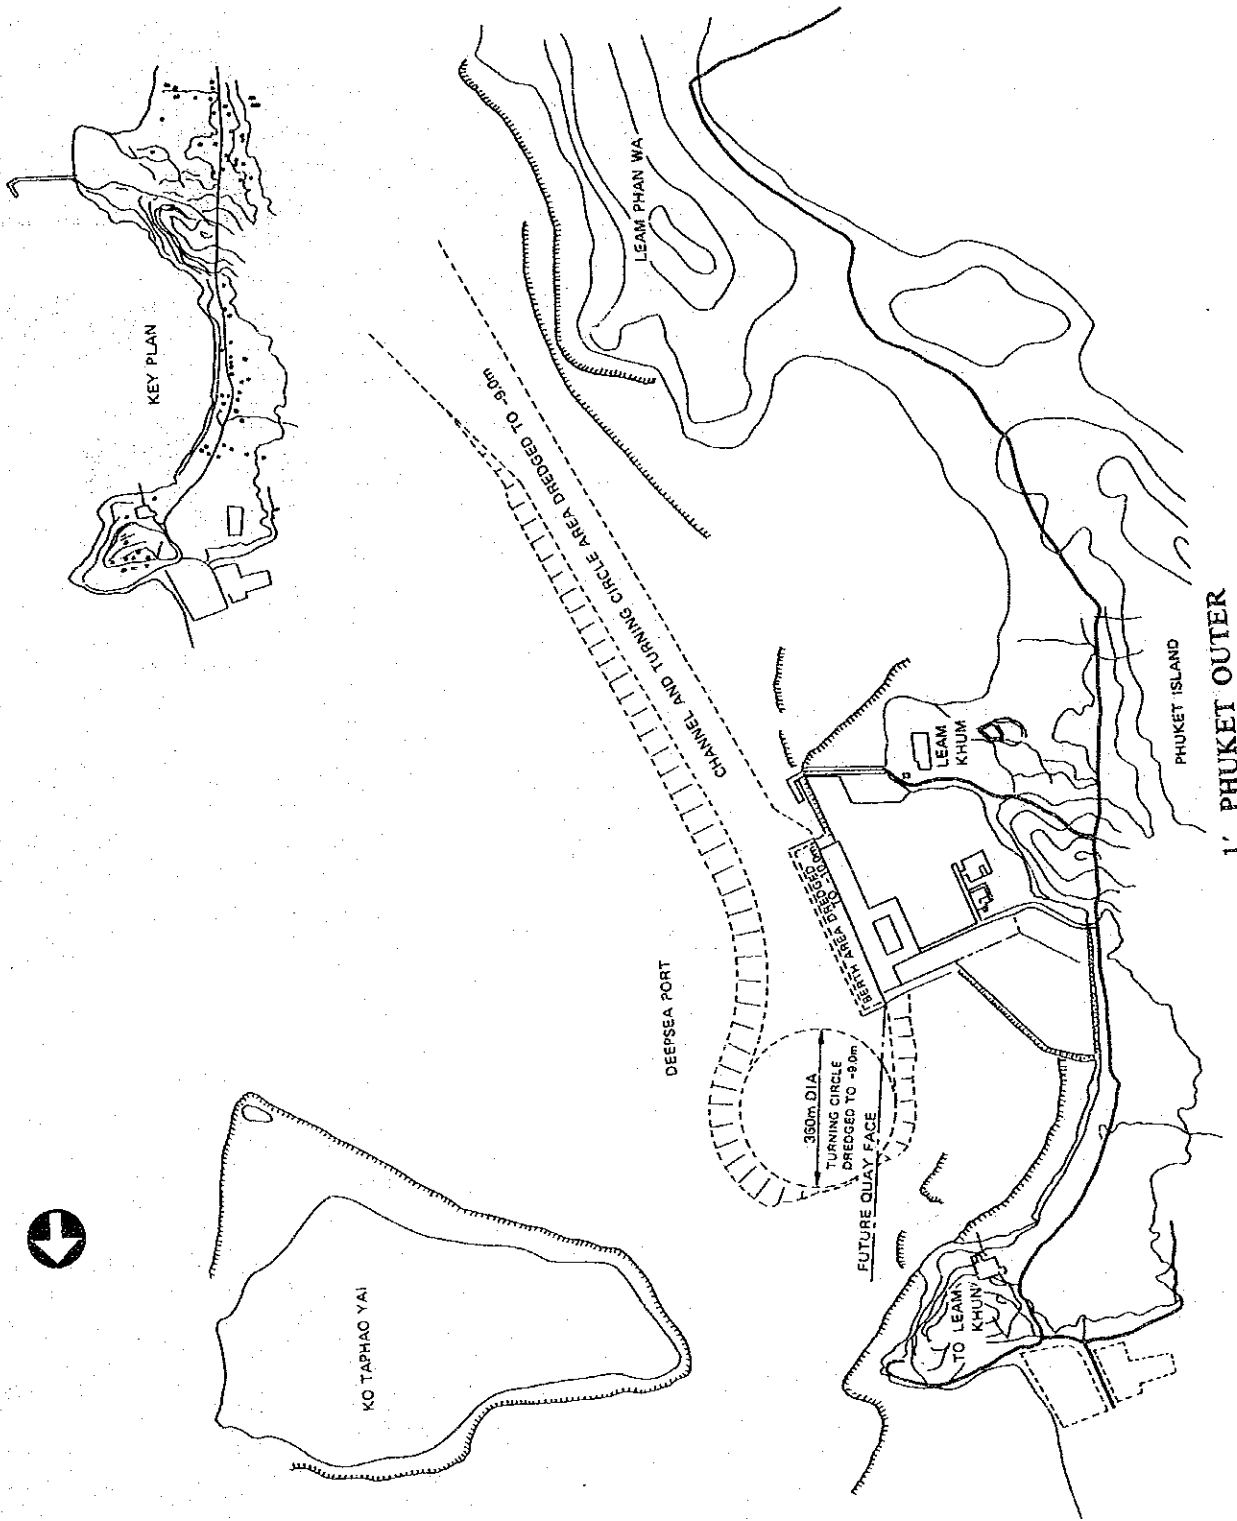 KEY PLAN
LEAM PHAN WA
CHANNEL AND TURNING CIRCLE AREA DREDGED TO -9.0m
LEAM
KHUM
PHUKET ISLAND
1' PHUKET OUTER
BERTH AREA DREDGED
TO -10.0m
DEEPSEA PORT
360m DIA
TURNING CIRCLE
DREDGED TO -9.0m
FUTURE QUAY FACE
KO TAPHAO YAI
TO LEAM
KHUN